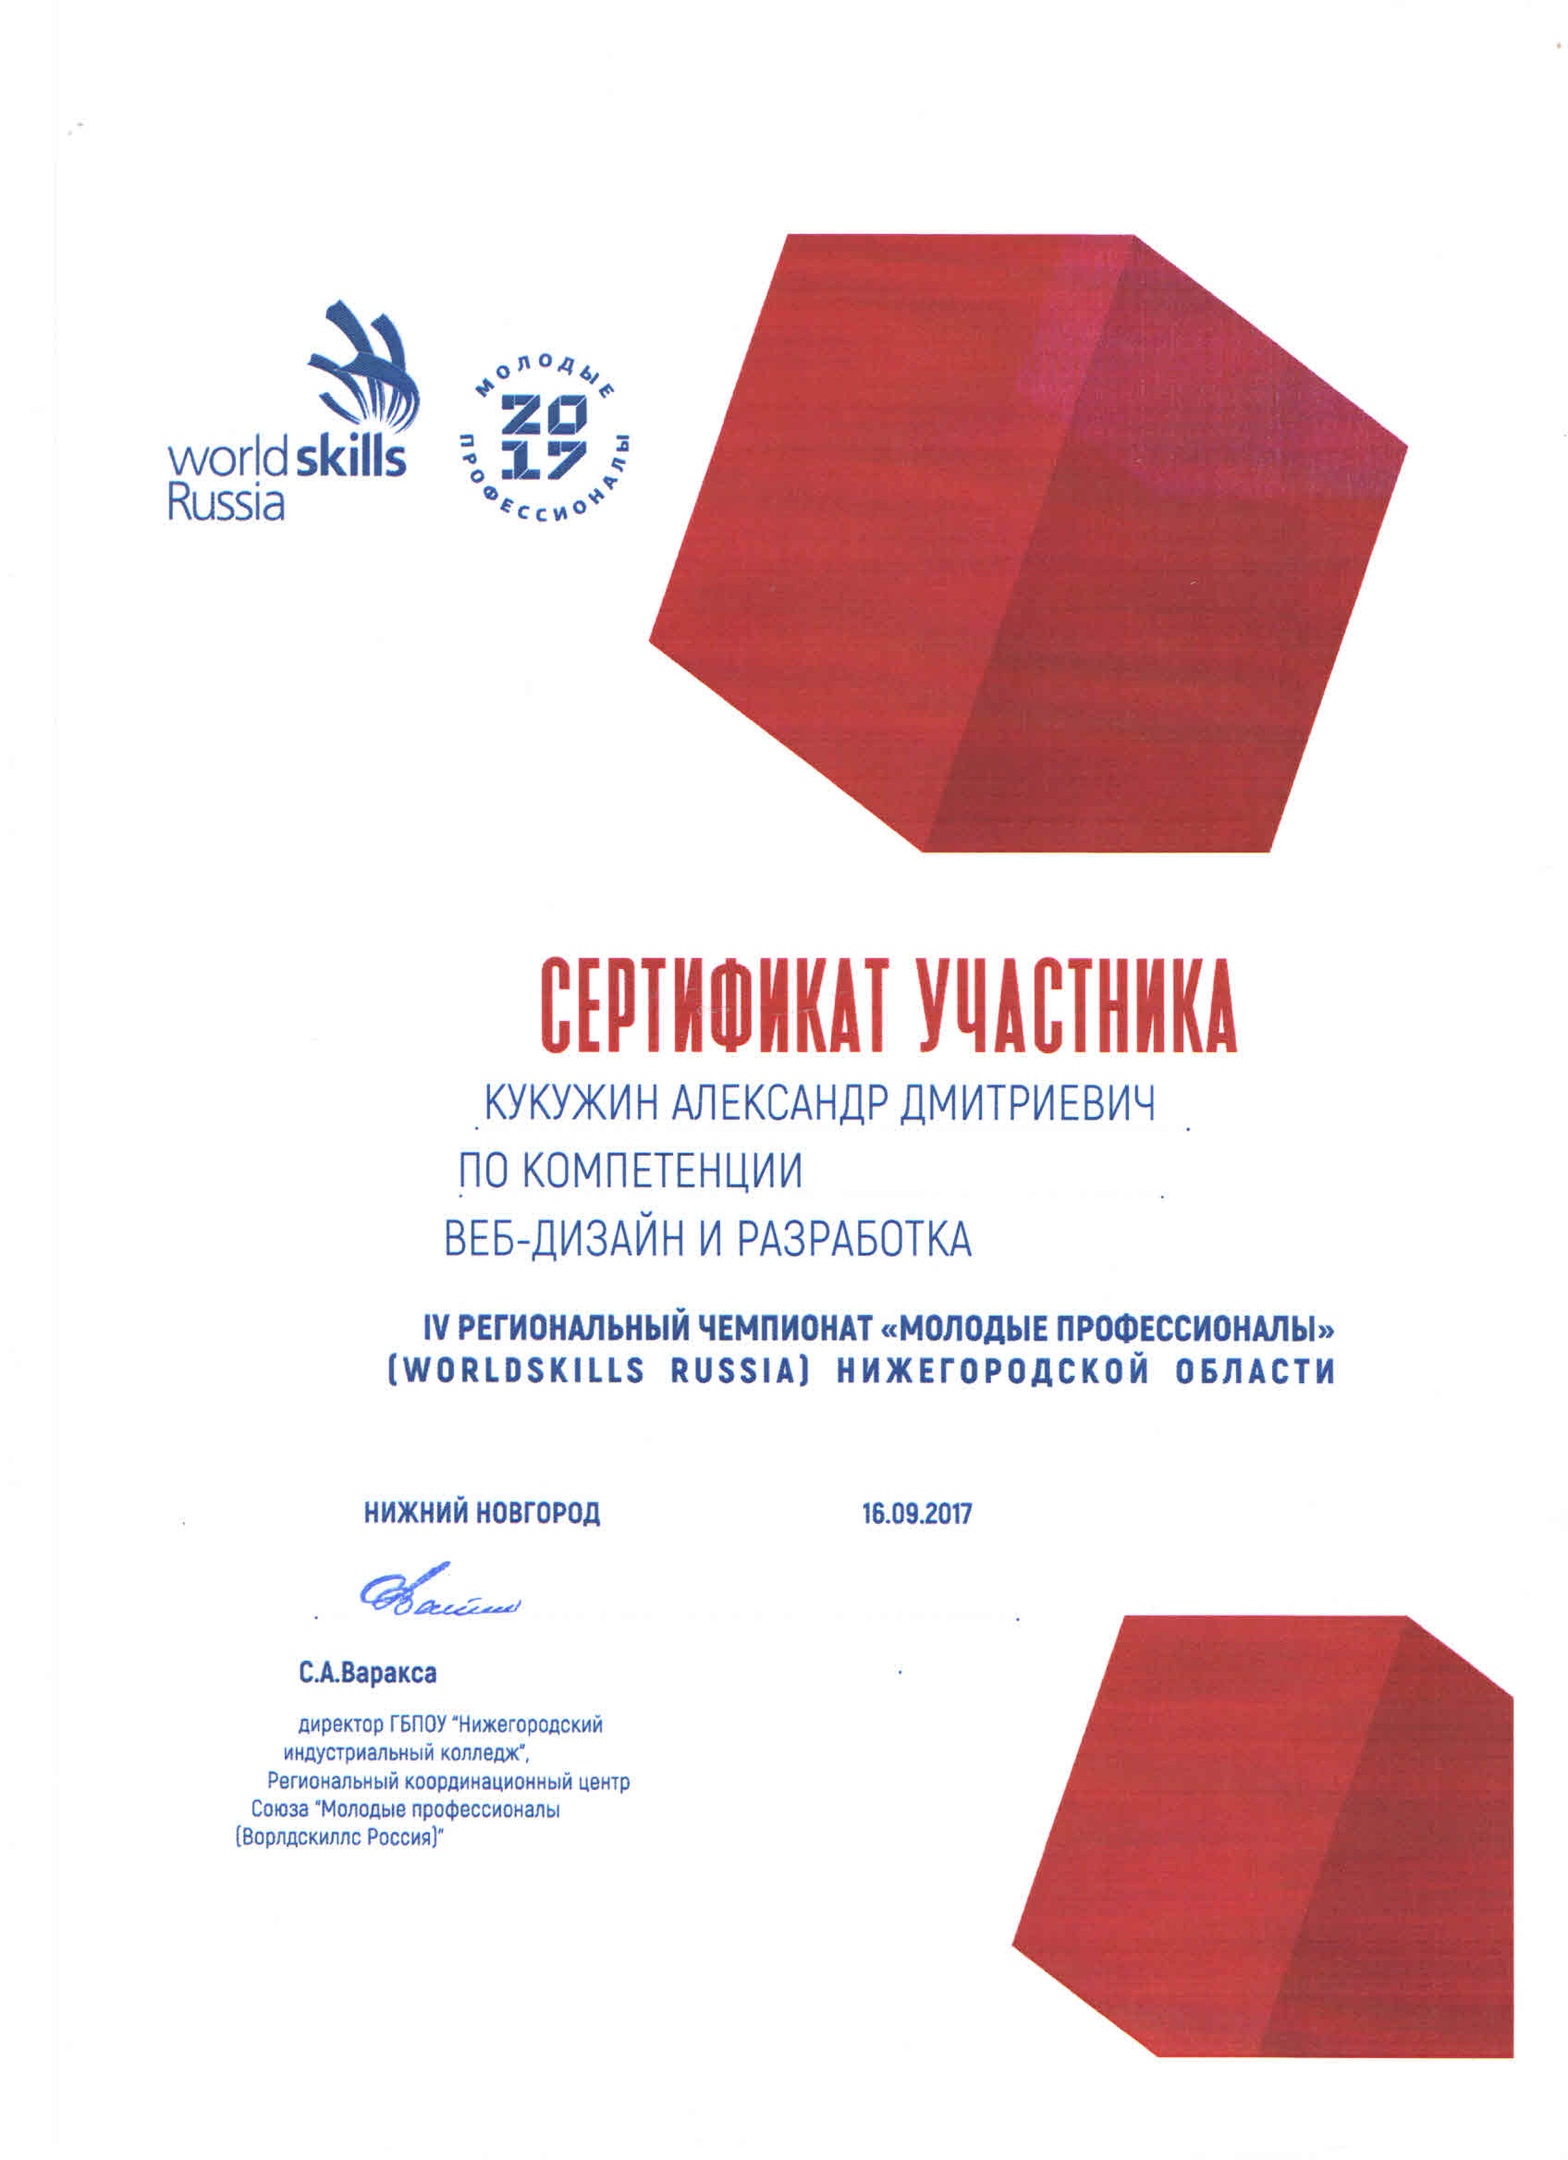 world skills
Russia
МОЛОДЫЕ
2017
ПРОФЕССИОНАЛЫ
СЕРТИФИКАТ УЧАСТНИКА
КУКУЖИН АЛЕКСАНДР ДМИТРИЕВИЧ
ПО КОМПЕТЕНЦИИ
ВЕБ-ДИЗАЙН И РАЗРАБОТКА
IV РЕГИОНАЛЬНЫЙ ЧЕМПИОНАТ «МОЛОДЫЕ ПРОФЕССИОНАЛЫ»
(WORLDSKILLS RUSSIA) НИЖЕГОРОДСКОЙ ОБЛАСТИ
НИЖНИЙ НОВГОРОД 16.09.2017
С.А.Варакса
директор ГБПОУ "Нижегородский
индустриальный колледж",
Региональный координационный центр
Союза "Молодые профессионалы
(Ворлдскиллс Россия)"